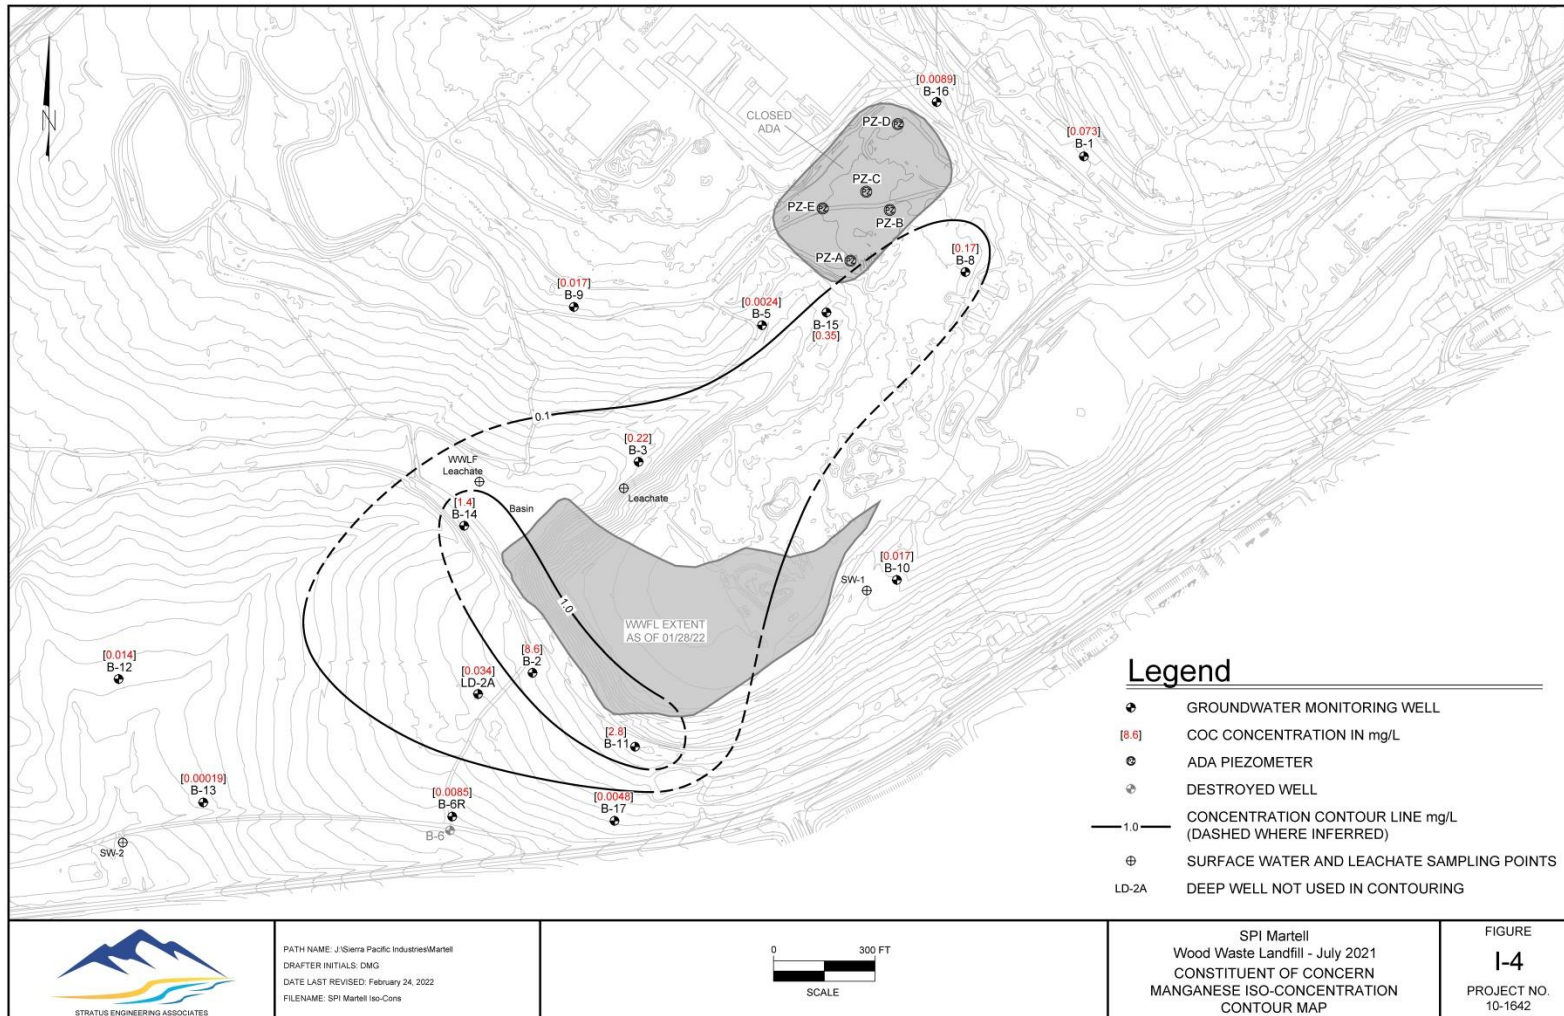 N
[0.0089]
B-16
CLOSED
ADA
PZ-D
[0.073]
B-1
PZ-C
PZ-E
PZ-B
PZ-A
[0.17]
B-8
[0.017]
B-9
[0.0024]
B-5
B-15
[0.35]
0.1
[0.22]
B-3
WWLF
Leachate
Leachate
[1.4]
B-14
Basin
[0.017]
B-10
SW-1
1.0
WWFL EXTENT
AS OF 01/28/22
[8.6]
B-2
[0.034]
LD-2A
[0.014]
B-12
[2.8]
B-11
[0.00019]
B-13
[0.0085]
B-6R
B-6
[0.0048]
B-17
SW-2
PZ
PZ
PZ
PZ
PZ
Legend
GROUNDWATER MONITORING WELL
[8.6] COC CONCENTRATION IN mg/L
PZ ADA PIEZOMETER
DESTROYED WELL
1.0 CONCENTRATION CONTOUR LINE mg/L
(DASHED WHERE INFERRED)
SURFACE WATER AND LEACHATE SAMPLING POINTS
LD-2A DEEP WELL NOT USED IN CONTOURING
STRATUS ENGINEERING ASSOCIATES
PATH NAME: J:\Sierra Pacific Industries\Martell
DRAFTER INITIALS: DMG
DATE LAST REVISED: February 24, 2022
FILENAME: SPI Martell Iso-Cons
0 300 FT
SCALE
SPI Martell
Wood Waste Landfill - July 2021
CONSTITUENT OF CONCERN
MANGANESE ISO-CONCENTRATION
CONTOUR MAP
FIGURE
I-4
PROJECT NO.
10-1642